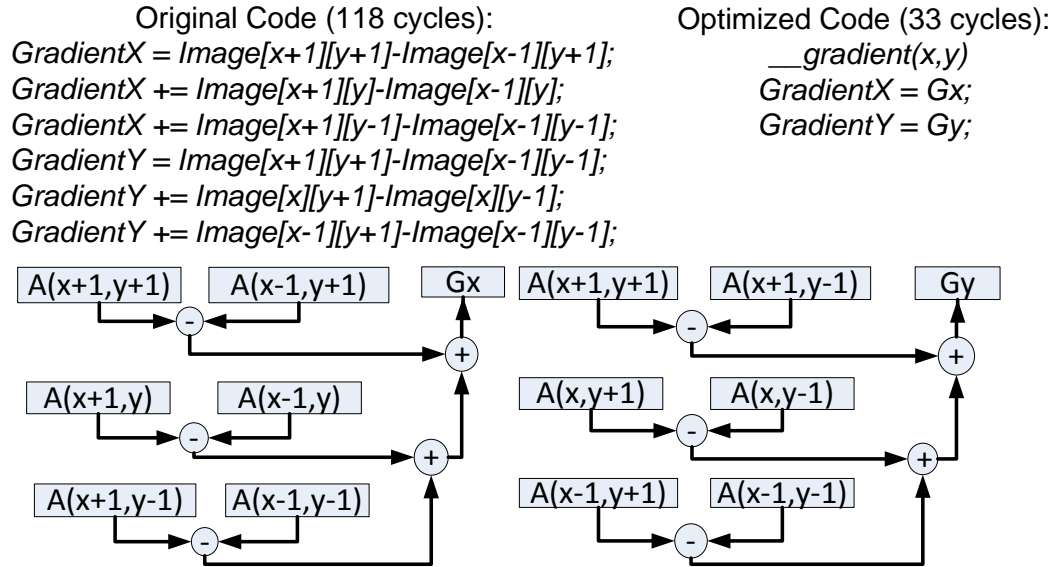 Original Code (118 cycles):
GradientX = Image[x+1][y+1]-Image[x-1][y+1];
GradientX += Image[x+1][y]-Image[x-1][y];
GradientX += Image[x+1][y-1]-Image[x-1][y-1];
GradientY = Image[x+1][y+1]-Image[x-1][y-1];
GradientY += Image[x][y+1]-Image[x][y-1];
GradientY += Image[x-1][y+1]-Image[x-1][y-1];
Optimized Code (33 cycles):
__gradient(x,y)
GradientX = Gx;
GradientY = Gy;
A(x+1,y+1) A(x-1,y+1) Gx
-
+
A(x+1,y) A(x-1,y)
-
+
A(x+1,y-1) A(x-1,y-1)
-
A(x+1,y+1) A(x+1,y-1) Gy
-
+
A(x,y+1) A(x,y-1)
-
+
A(x-1,y+1) A(x-1,y-1)
-